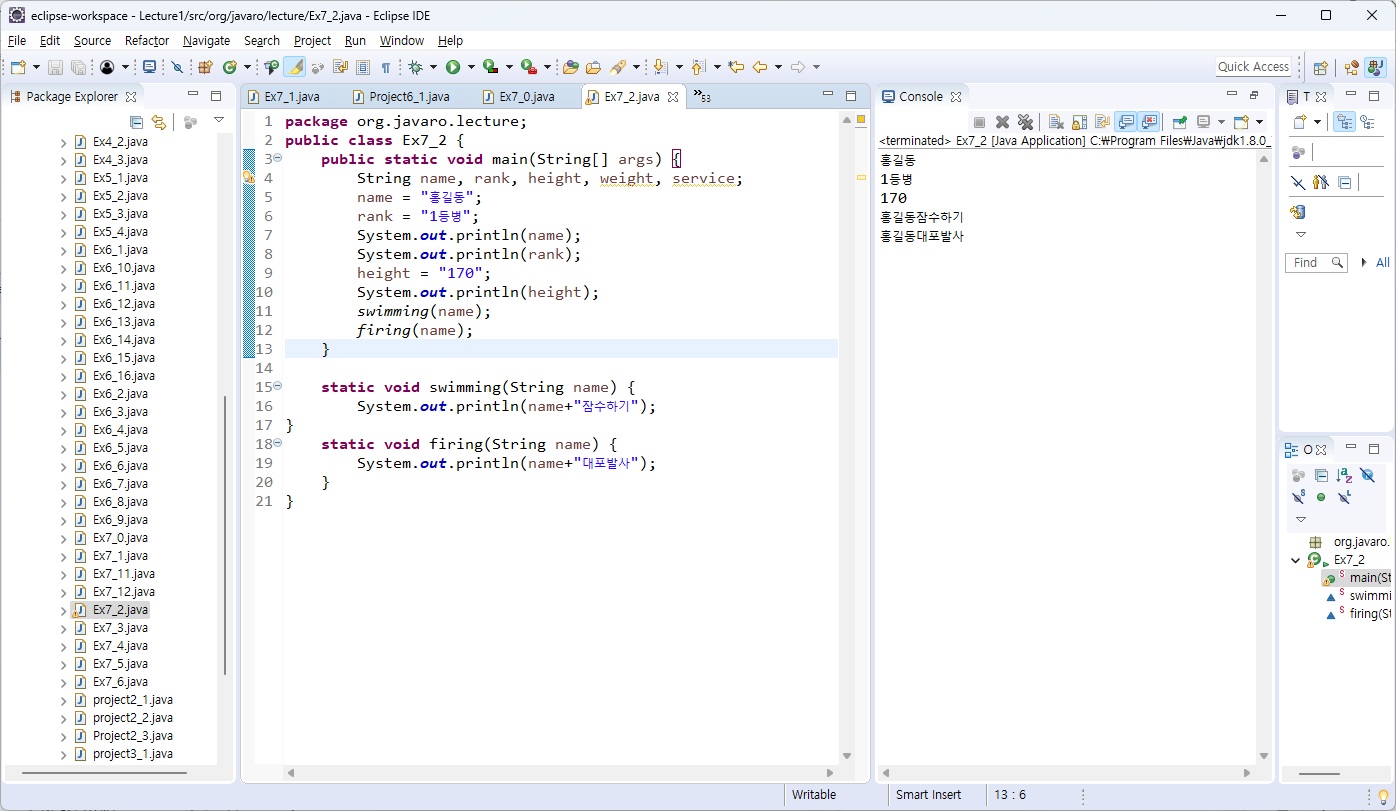 eclipse-workspace - Lecture1/src/org/javaro/lecture/Ex7_2.java - Eclipse IDE
File Edit Source Refactor Navigate Search Project Run Window Help
Quick Access
Package Explorer
Ex4_2.java
Ex4_3.java
Ex5_1.java
Ex5_2.java
Ex5_3.java
Ex5_4.java
Ex6_1.java
Ex6_10.java
Ex6_11.java
Ex6_12.java
Ex6_13.java
Ex6_14.java
Ex6_15.java
Ex6_16.java
Ex6_2.java
Ex6_3.java
Ex6_4.java
Ex6_5.java
Ex6_6.java
Ex6_7.java
Ex6_8.java
Ex6_9.java
Ex7_0.java
Ex7_1.java
Ex7_11.java
Ex7_12.java
Ex7_2.java
Ex7_3.java
Ex7_4.java
Ex7_5.java
Ex7_6.java
project2_1.java
project2_2.java
Project2_3.java
project3_1.java
Ex7_1.java Project6_1.java Ex7_0.java Ex7_2.java »53
1 package org.javaro.lecture;
2 public class Ex7_2 {
3 public static void main(String[] args) {
4 String name, rank, height, weight, service;
5 name = "홍길동";
6 rank = "1등병";
7 System.out.println(name);
8 System.out.println(rank);
9 height = "170";
10 System.out.println(height);
11 swimming(name);
12 firing(name);
13 }
14
15 static void swimming(String name) {
16 System.out.println(name+"잠수하기");
17 }
18 static void firing(String name) {
19 System.out.println(name+"대포발사");
20 }
21 }
Console
<terminated> Ex7_2 [Java Application] C:₩Program Files₩Java₩jdk1.8.0_
홍길동
1등병
170
홍길동잠수하기
홍길동대포발사
T
Find All
O
org.javaro.
Ex7_2
main(St
swimmi
firing(St
Writable Smart Insert 13 : 6